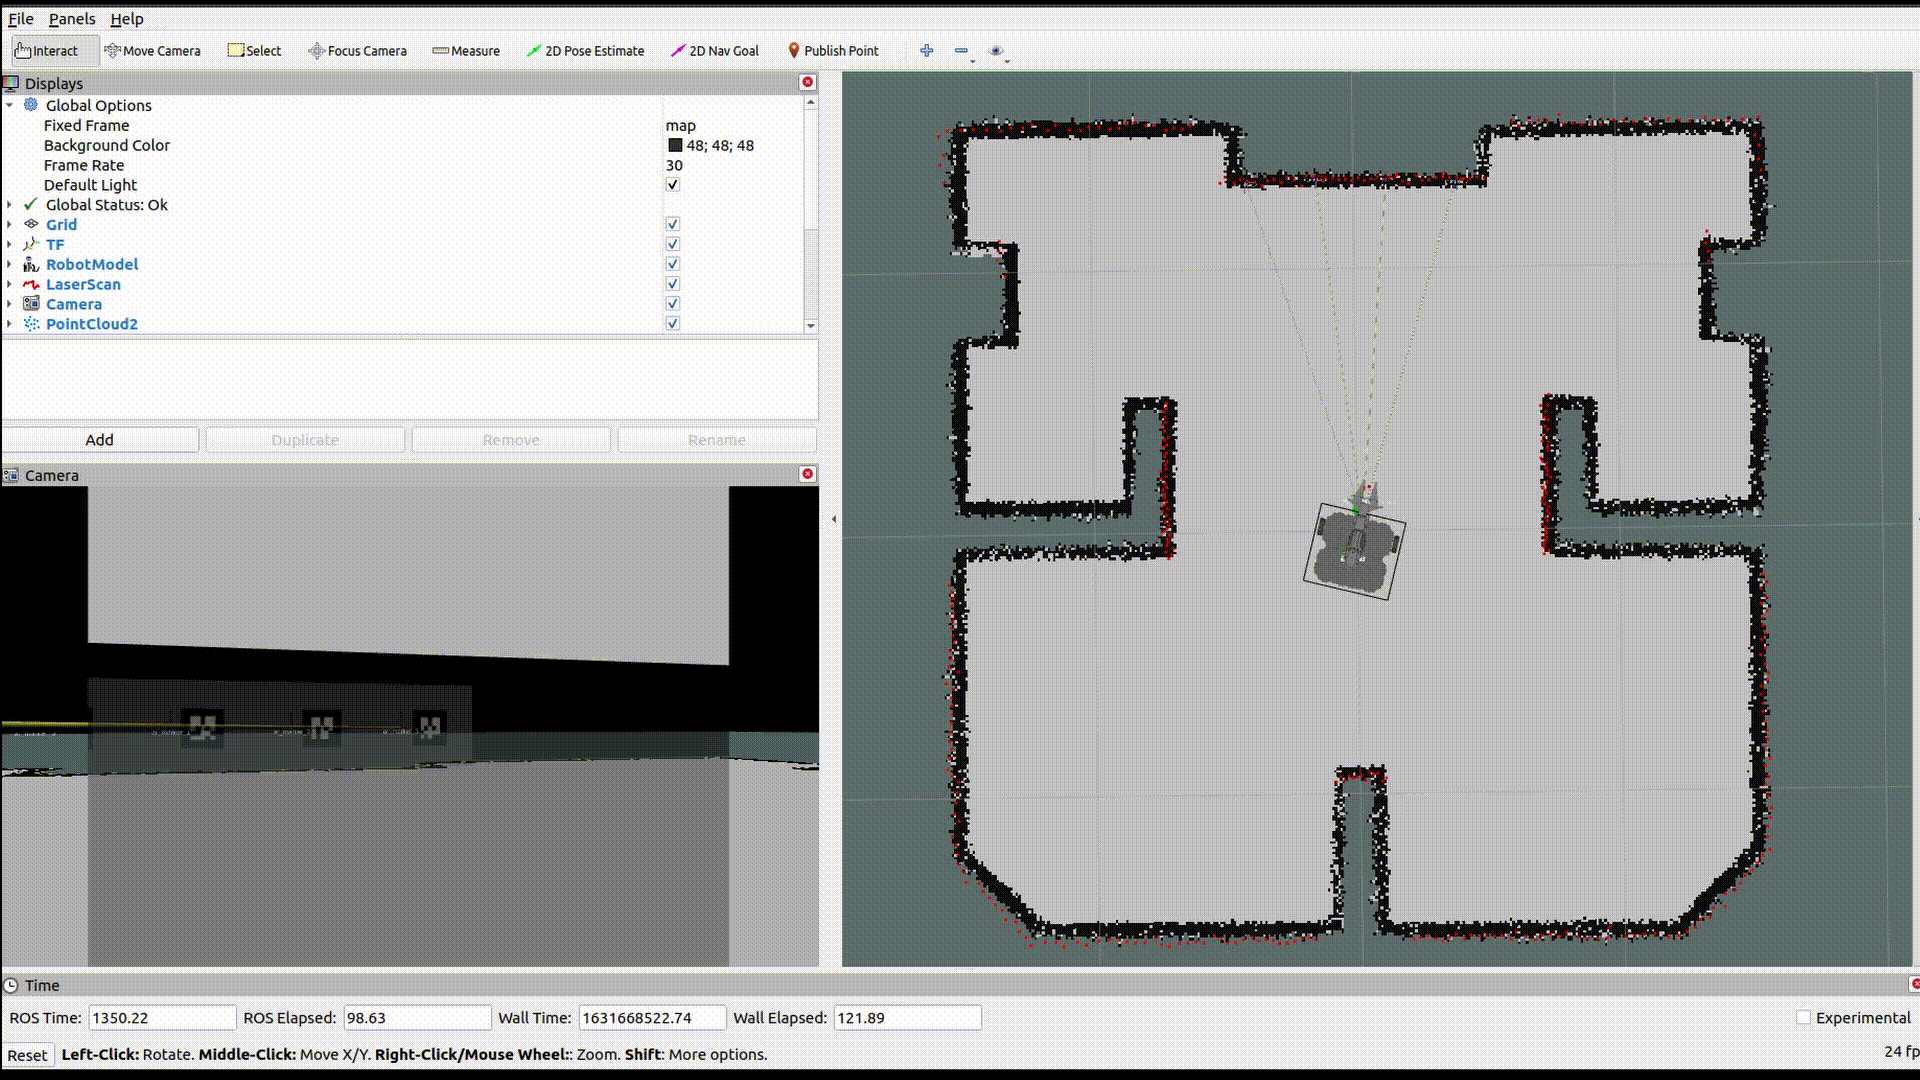 File Panels Help
Interact Move Camera Select Focus Camera Measure 2D Pose Estimate 2D Nav Goal Publish Point
Displays
Global Options
Fixed Frame map
Background Color 48; 48; 48
Frame Rate 30
Default Light
Global Status: Ok
Grid
TF
RobotModel
LaserScan
Camera
PointCloud2
Add Duplicate Remove Rename
Camera
Time
ROS Time: 1350.22 ROS Elapsed: 98.63 Wall Time: 1631668522.74 Wall Elapsed: 121.89 Experimental
Reset Left-Click: Rotate. Middle-Click: Move X/Y. Right-Click/Mouse Wheel:: Zoom. Shift: More options. 24 fp